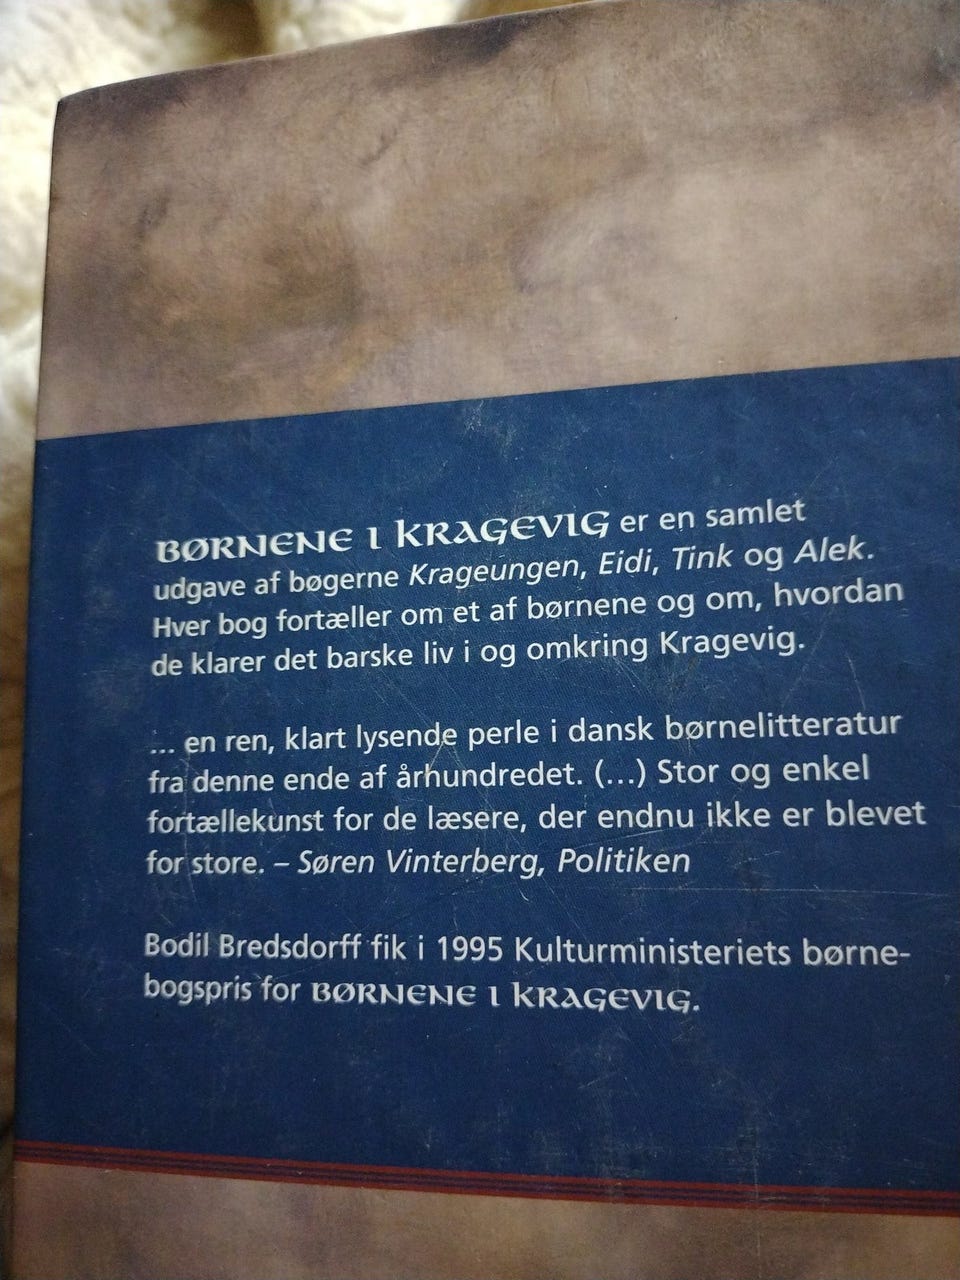 BØRNENE I KRAGEVIG er en samlet
udgave af bøgerne Krageungen, Eidi, Tink og Alek.
Hver bog fortæller om et af børnene og om, hvordan
de klarer det barske liv i og omkring Kragevig.
... en ren, klart lysende perle i dansk børnelitteratur
fra denne ende af århundredet. (...) Stor og enkel
fortællekunst for de læsere, der endnu ikke er blevet
for store. – Søren Vinterberg, Politiken
Bodil Bredsdorff fik i 1995 Kulturministeriets børne-
bogspris for BØRNENE I KRAGEVIG.